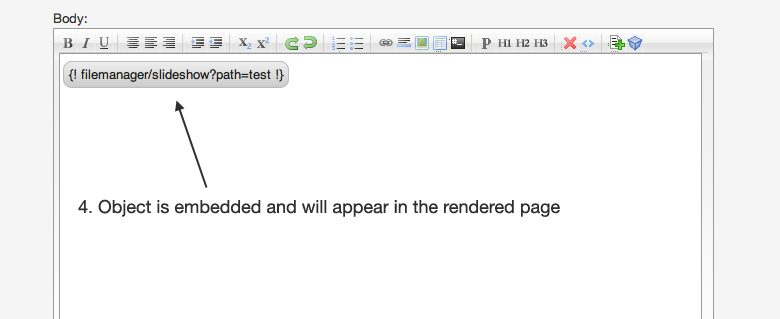 Body:
B I U X2 X² P H1 H2 H3
{! filemanager/slideshow?path=test !}
4. Object is embedded and will appear in the rendered page